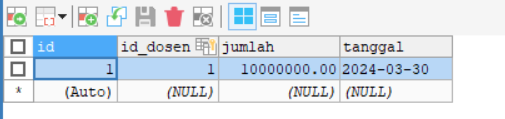 id id_dosen jumlah tanggal
1 1 10000000.00 2024-03-30
* (Auto) (NULL) (NULL) (NULL)